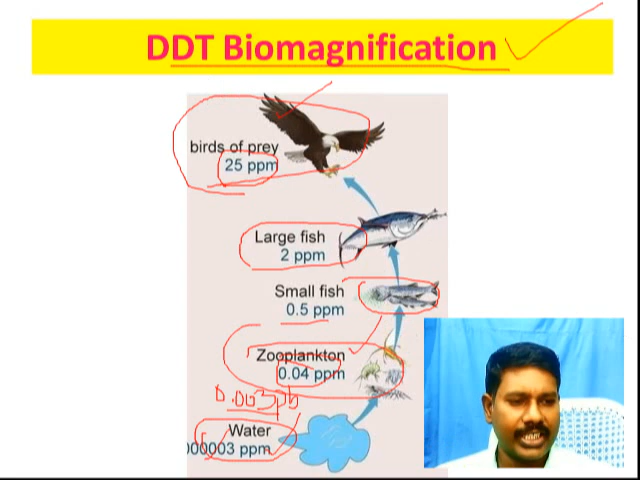 DDT Biomagnification
birds of prey
25 ppm
Large fish
2 ppm
Small fish
0.5 ppm
Zooplankton
0.04 ppm
Water
000003 ppm